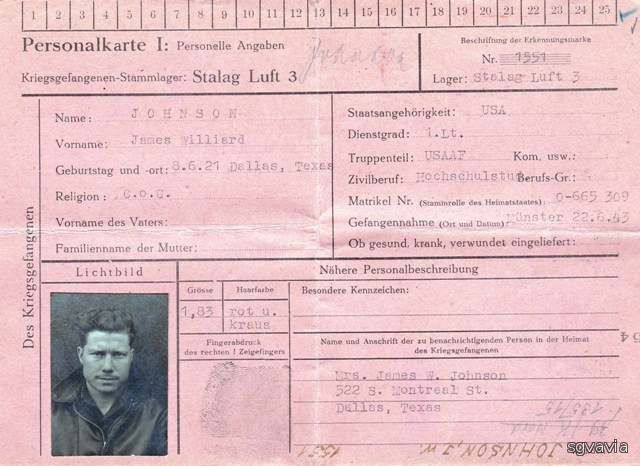 1 2 3 4 5 6 7 8 9 10 11 12 13 14 15 16 17 18 19 20 21 22 23 24 25
Personalkarte I: Personelle Angaben
Kriegsgefangenen-Stammlager: Stalag Luft 3
Johnson
Beschriftung der Erkennungsmarke
Nr. 1551
Lager: Stalag Luft 3
Des Kriegsgefangenen
Name: JOHNSON
Vorname: James Williard
Geburtstag und -ort: 8.6.21 Dallas, Texas
Religion: C.o.C.
Vorname des Vaters:
Familienname der Mutter:
Staatsangehörigkeit: USA
Dienstgrad: 1.Lt.
Truppenteil: USAAF Kom. usw.:
Zivilberuf: Hochschulstud Berufs-Gr.:
Matrikel Nr. (Stammrolle des Heimatstaates): O-665 309
Gefangennahme (Ort und Datum): Münster 22.6.43
Ob gesund, krank, verwundet eingeliefert:
Lichtbild
Nähere Personalbeschreibung
Grösse
1,83
Haarfarbe
rot u.
kraus
Besondere Kennzeichen:
Fingerabdruck
des rechten ! Zeigefingers
Name und Anschrift der zu benachrichtigenden Person in der Heimat
des Kriegsgefangenen
Mrs. James W. Johnson
522 S. Montreal St.
Dallas, Texas
JOHNSON, J W. 1551
sgvavia